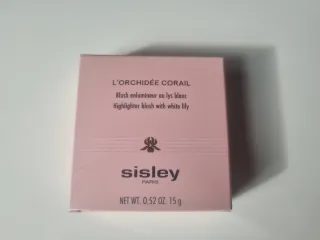 L'ORCHIDÉE CORAIL
Blush enlumineur au lys blanc
Highlighter blush with white lily
sisley
PARIS
NET WT. 0.52 OZ. 15 g